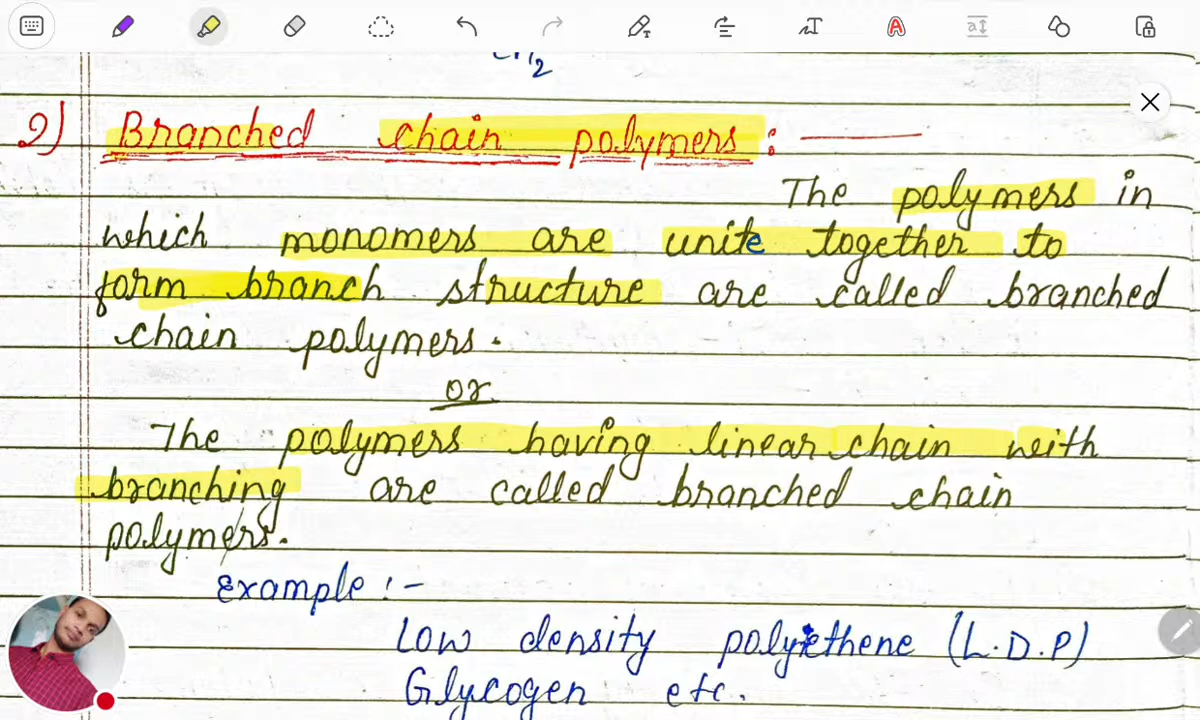 2) Branched chain polymers : —
The polymers in
which monomers are unite together to
form branch structure are called branched
chain polymers.
or
The polymers having linear chain with
branching are called branched chain
polymers.
Example :-
Low density polyethene (L.D.P)
Glycogen etc.